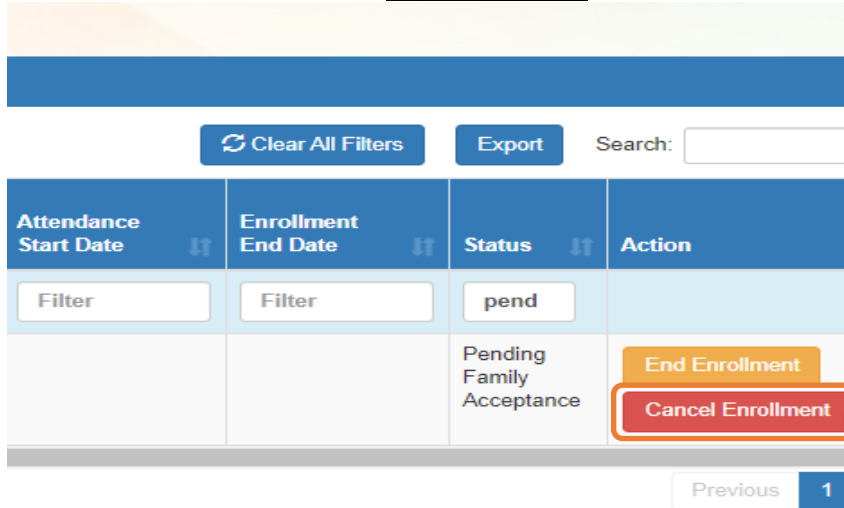 Clear All Filters Export Search:
Attendance Start Date Enrollment End Date Status Action
Filter Filter pend
Pending
Family
Acceptance
End Enrollment
Cancel Enrollment
Previous 1